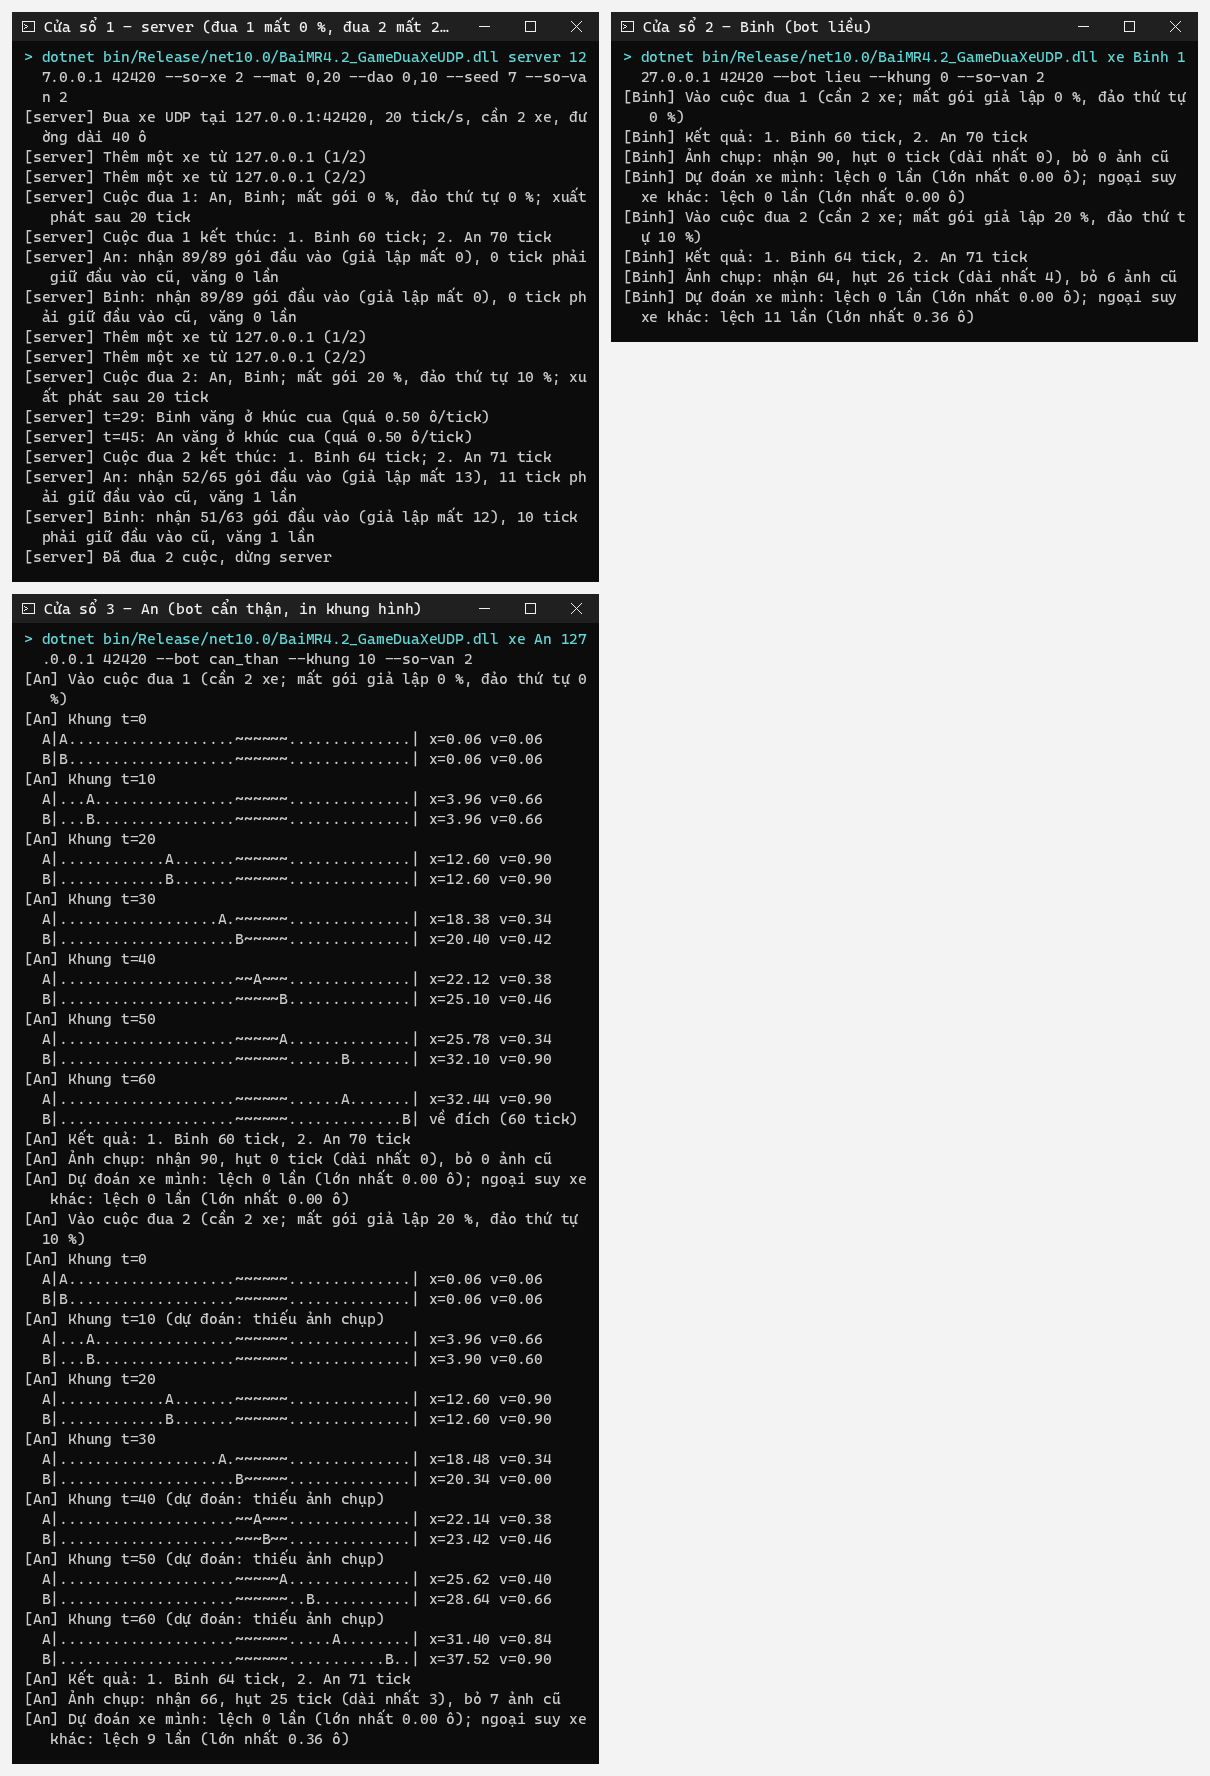 Cửa sổ 1 — server (đua 1 mất 0 %, đua 2 mất 2…
> dotnet bin/Release/net10.0/BaiMR4.2_GameDuaXeUDP.dll server 12
7.0.0.1 42420 --so-xe 2 --mat 0,20 --dao 0,10 --seed 7 --so-va
n 2
[server] Đua xe UDP tại 127.0.0.1:42420, 20 tick/s, cần 2 xe, đư
ờng dài 40 ô
[server] Thêm một xe từ 127.0.0.1 (1/2)
[server] Thêm một xe từ 127.0.0.1 (2/2)
[server] Cuộc đua 1: An, Binh; mất gói 0 %, đảo thứ tự 0 %; xuất
phát sau 20 tick
[server] Cuộc đua 1 kết thúc: 1. Binh 60 tick; 2. An 70 tick
[server] An: nhận 89/89 gói đầu vào (giả lập mất 0), 0 tick phải
giữ đầu vào cũ, văng 0 lần
[server] Binh: nhận 89/89 gói đầu vào (giả lập mất 0), 0 tick ph
ải giữ đầu vào cũ, văng 0 lần
[server] Thêm một xe từ 127.0.0.1 (1/2)
[server] Thêm một xe từ 127.0.0.1 (2/2)
[server] Cuộc đua 2: An, Binh; mất gói 20 %, đảo thứ tự 10 %; xu
ất phát sau 20 tick
[server] t=29: Binh văng ở khúc cua (quá 0.50 ô/tick)
[server] t=45: An văng ở khúc cua (quá 0.50 ô/tick)
[server] Cuộc đua 2 kết thúc: 1. Binh 64 tick; 2. An 71 tick
[server] An: nhận 52/65 gói đầu vào (giả lập mất 13), 11 tick ph
ải giữ đầu vào cũ, văng 1 lần
[server] Binh: nhận 51/63 gói đầu vào (giả lập mất 12), 10 tick
phải giữ đầu vào cũ, văng 1 lần
[server] Đã đua 2 cuộc, dừng server
Cửa sổ 2 — Binh (bot liều)
> dotnet bin/Release/net10.0/BaiMR4.2_GameDuaXeUDP.dll xe Binh 1
27.0.0.1 42420 --bot lieu --khung 0 --so-van 2
[Binh] Vào cuộc đua 1 (cần 2 xe; mất gói giả lập 0 %, đảo thứ tự
0 %)
[Binh] Kết quả: 1. Binh 60 tick, 2. An 70 tick
[Binh] Ảnh chụp: nhận 90, hụt 0 tick (dài nhất 0), bỏ 0 ảnh cũ
[Binh] Dự đoán xe mình: lệch 0 lần (lớn nhất 0.00 ô); ngoại suy
xe khác: lệch 0 lần (lớn nhất 0.00 ô)
[Binh] Vào cuộc đua 2 (cần 2 xe; mất gói giả lập 20 %, đảo thứ t
ự 10 %)
[Binh] Kết quả: 1. Binh 64 tick, 2. An 71 tick
[Binh] Ảnh chụp: nhận 64, hụt 26 tick (dài nhất 4), bỏ 6 ảnh cũ
[Binh] Dự đoán xe mình: lệch 0 lần (lớn nhất 0.00 ô); ngoại suy
xe khác: lệch 11 lần (lớn nhất 0.36 ô)
Cửa sổ 3 — An (bot cẩn thận, in khung hình)
> dotnet bin/Release/net10.0/BaiMR4.2_GameDuaXeUDP.dll xe An 127
.0.0.1 42420 --bot can_than --khung 10 --so-van 2
[An] Vào cuộc đua 1 (cần 2 xe; mất gói giả lập 0 %, đảo thứ tự 0
%)
[An] Khung t=0
A|A...................~~~~~~..............| x=0.06 v=0.06
B|B...................~~~~~~..............| x=0.06 v=0.06
[An] Khung t=10
A|...A................~~~~~~..............| x=3.96 v=0.66
B|...B................~~~~~~..............| x=3.96 v=0.66
[An] Khung t=20
A|............A.......~~~~~~..............| x=12.60 v=0.90
B|............B.......~~~~~~..............| x=12.60 v=0.90
[An] Khung t=30
A|..................A.~~~~~~..............| x=18.38 v=0.34
B|....................B~~~~~..............| x=20.40 v=0.42
[An] Khung t=40
A|....................~~A~~~..............| x=22.12 v=0.38
B|....................~~~~~B..............| x=25.10 v=0.46
[An] Khung t=50
A|....................~~~~~A..............| x=25.78 v=0.34
B|....................~~~~~~......B.......| x=32.10 v=0.90
[An] Khung t=60
A|....................~~~~~~......A.......| x=32.44 v=0.90
B|....................~~~~~~.............B| về đích (60 tick)
[An] Kết quả: 1. Binh 60 tick, 2. An 70 tick
[An] Ảnh chụp: nhận 90, hụt 0 tick (dài nhất 0), bỏ 0 ảnh cũ
[An] Dự đoán xe mình: lệch 0 lần (lớn nhất 0.00 ô); ngoại suy xe
khác: lệch 0 lần (lớn nhất 0.00 ô)
[An] Vào cuộc đua 2 (cần 2 xe; mất gói giả lập 20 %, đảo thứ tự
10 %)
[An] Khung t=0
A|A...................~~~~~~..............| x=0.06 v=0.06
B|B...................~~~~~~..............| x=0.06 v=0.06
[An] Khung t=10 (dự đoán: thiếu ảnh chụp)
A|...A................~~~~~~..............| x=3.96 v=0.66
B|...B................~~~~~~..............| x=3.90 v=0.60
[An] Khung t=20
A|............A.......~~~~~~..............| x=12.60 v=0.90
B|............B.......~~~~~~..............| x=12.60 v=0.90
[An] Khung t=30
A|..................A.~~~~~~..............| x=18.48 v=0.34
B|....................B~~~~~..............| x=20.34 v=0.00
[An] Khung t=40 (dự đoán: thiếu ảnh chụp)
A|....................~~A~~~..............| x=22.14 v=0.38
B|....................~~~B~~..............| x=23.42 v=0.46
[An] Khung t=50 (dự đoán: thiếu ảnh chụp)
A|....................~~~~~A..............| x=25.62 v=0.40
B|....................~~~~~~..B...........| x=28.64 v=0.66
[An] Khung t=60 (dự đoán: thiếu ảnh chụp)
A|....................~~~~~~.....A........| x=31.40 v=0.84
B|....................~~~~~~...........B..| x=37.52 v=0.90
[An] Kết quả: 1. Binh 64 tick, 2. An 71 tick
[An] Ảnh chụp: nhận 66, hụt 25 tick (dài nhất 3), bỏ 7 ảnh cũ
[An] Dự đoán xe mình: lệch 0 lần (lớn nhất 0.00 ô); ngoại suy xe
khác: lệch 9 lần (lớn nhất 0.36 ô)